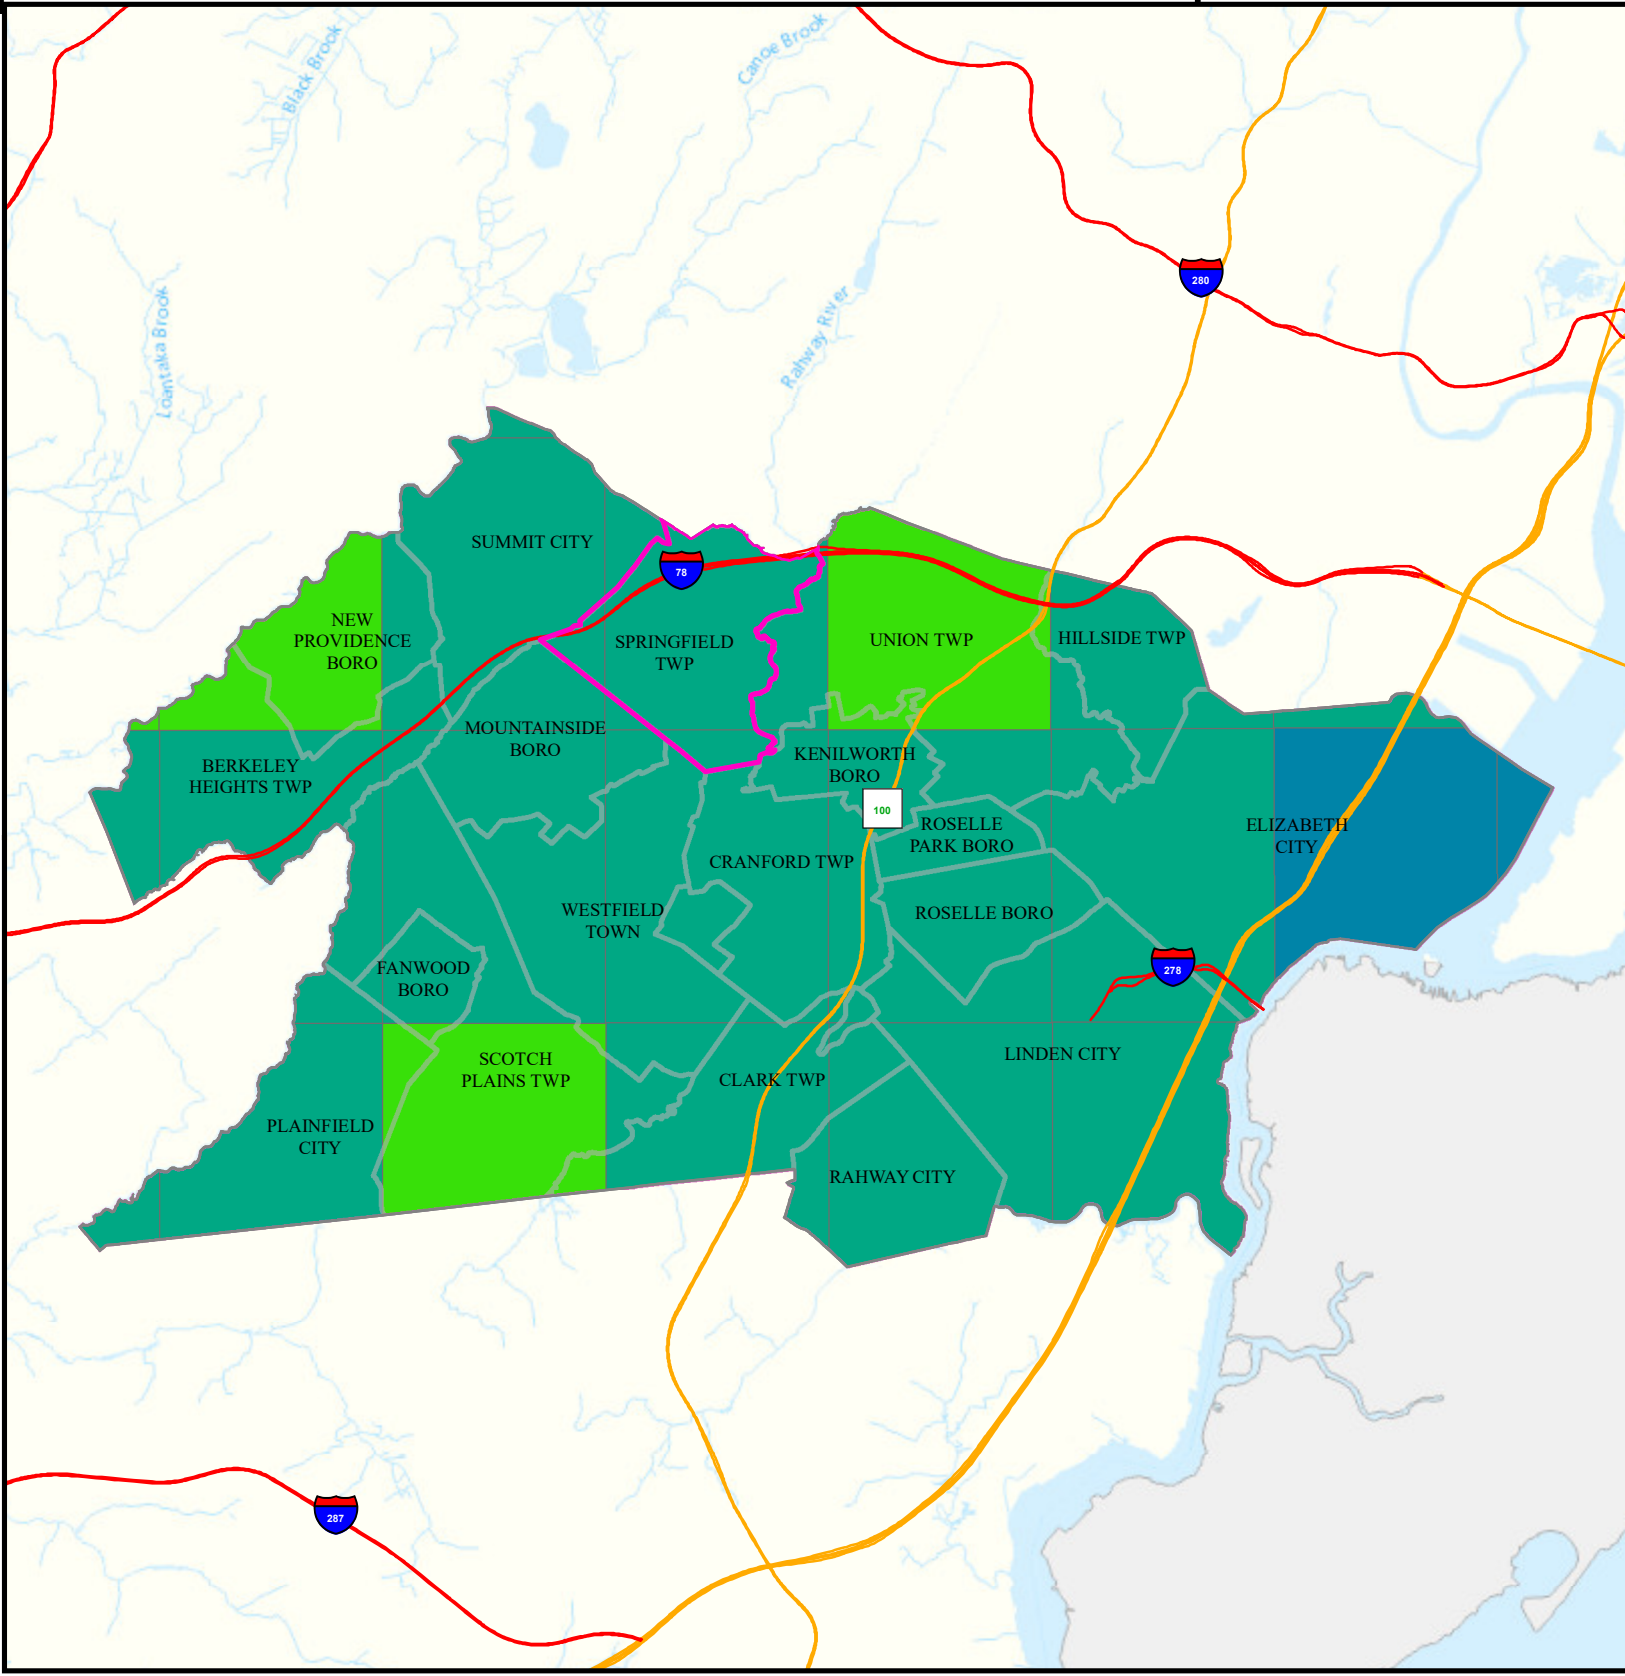 Black Brook
Canoe Brook
280
Loantaka Brook
Rahway River
SUMMIT CITY
78
NEW
PROVIDENCE
BORO
SPRINGFIELD
TWP
UNION TWP
HILLSIDE TWP
MOUNTAINSIDE
BORO
BERKELEY
HEIGHTS TWP
KENILWORTH
BORO
100
ROSELLE
PARK BORO
ELIZABETH
CITY
CRANFORD TWP
WESTFIELD
TOWN
ROSELLE BORO
FANWOOD
BORO
278
SCOTCH
PLAINS TWP
LINDEN CITY
CLARK TWP
PLAINFIELD
CITY
RAHWAY CITY
287